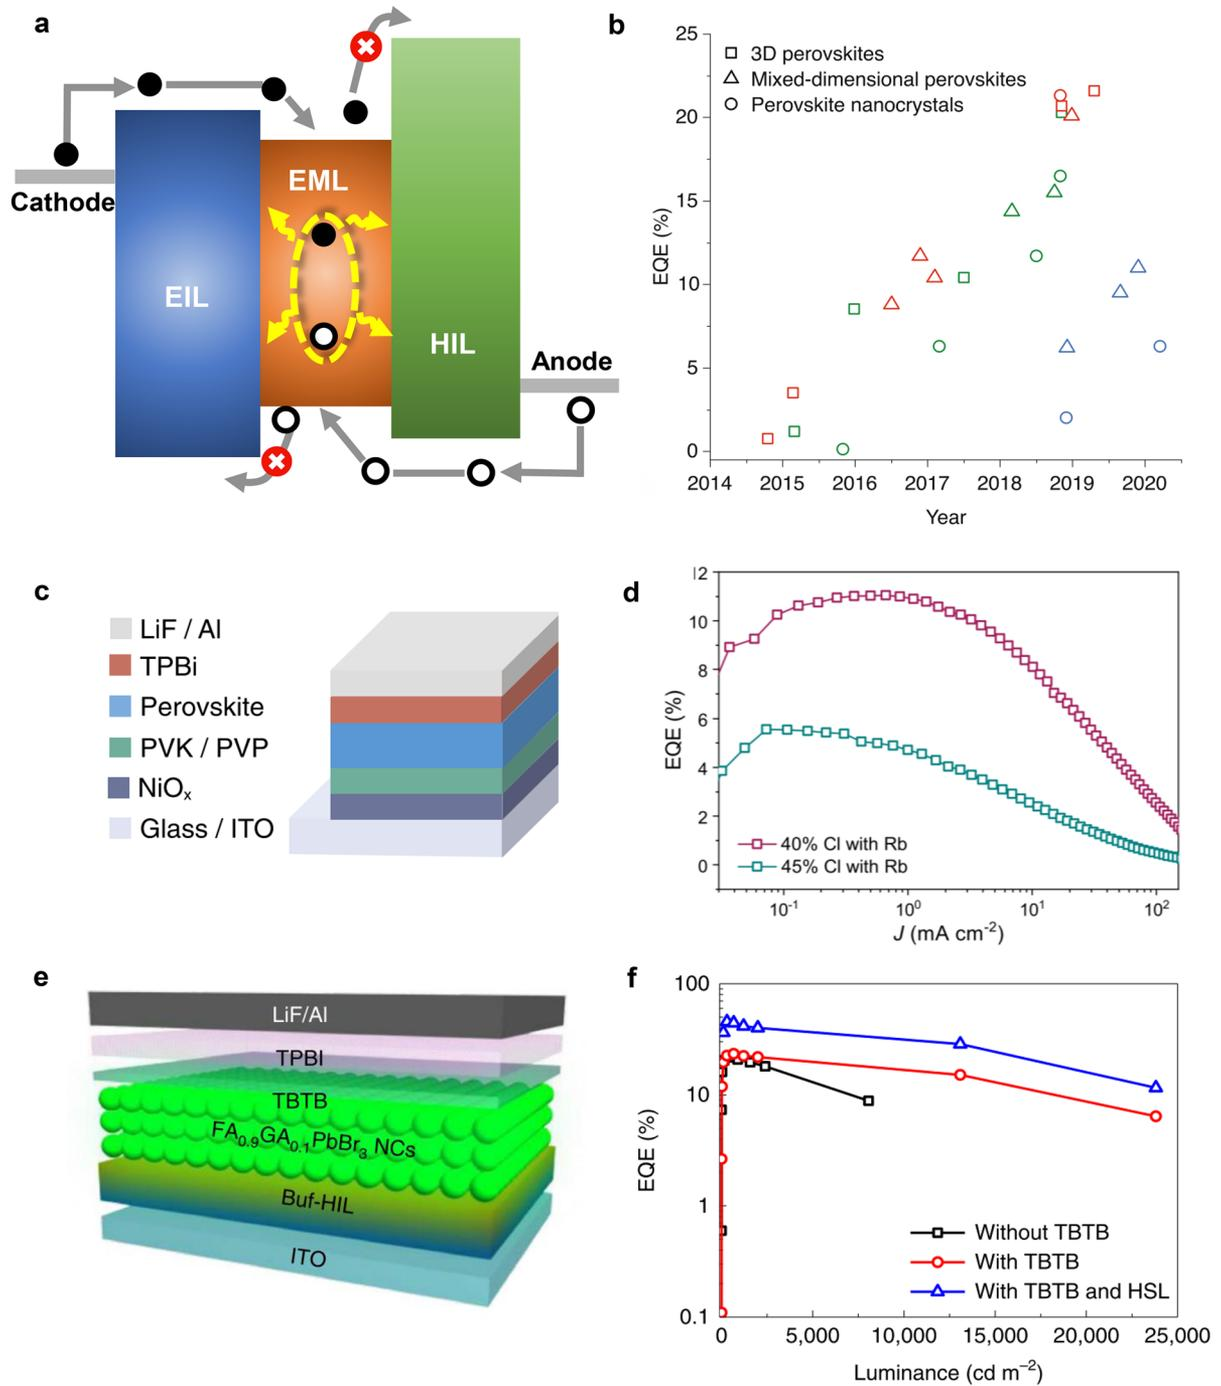 a
Cathode
EIL
EML
HIL
Anode
b
25
20
15
10
5
0
EQE (%)
3D perovskites
Mixed-dimensional perovskites
Perovskite nanocrystals
2014 2015 2016 2017 2018 2019 2020
Year
c
LiF / Al
TPBi
Perovskite
PVK / PVP
NiOₓ
Glass / ITO
d
12
10
8
6
4
2
0
EQE (%)
40% Cl with Rb
45% Cl with Rb
10⁻¹ 10⁰ 10¹ 10²
J (mA cm⁻²)
e
LiF/Al
TPBI
TBTB
FA₀.₉GA₀.₁PbBr₃ NCs
Buf-HIL
ITO
f
100
10
1
0.1
EQE (%)
Without TBTB
With TBTB
With TBTB and HSL
0 5,000 10,000 15,000 20,000 25,000
Luminance (cd m⁻²)